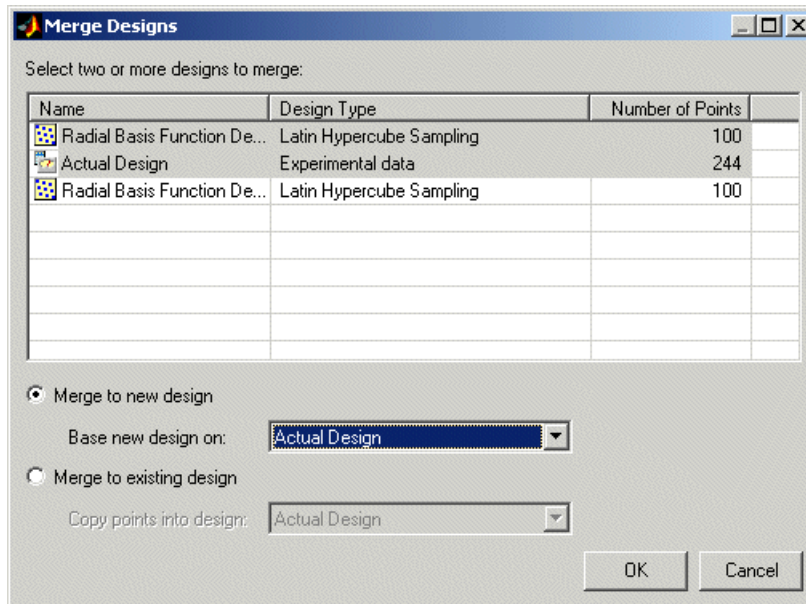 Merge Designs
Select two or more designs to merge:
Name Design Type Number of Points
Radial Basis Function De... Latin Hypercube Sampling 100
Actual Design Experimental data 244
Radial Basis Function De... Latin Hypercube Sampling 100
Merge to new design
Base new design on: Actual Design
Merge to existing design
Copy points into design: Actual Design
OK Cancel